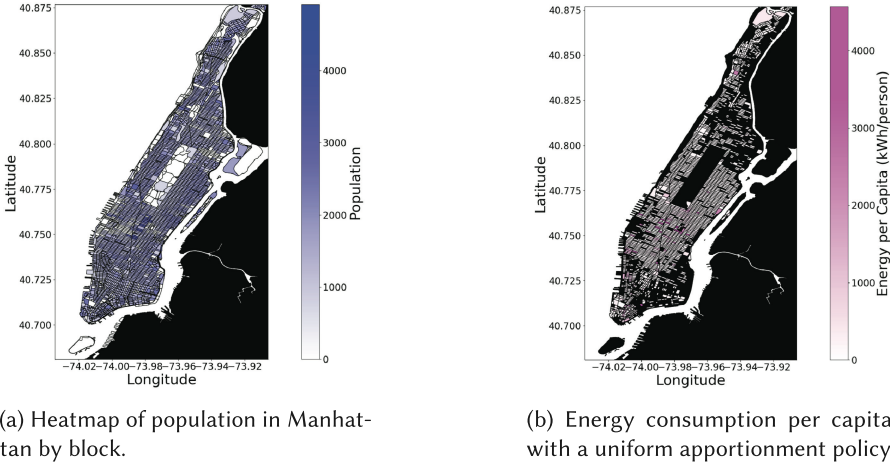 40.875
40.850
40.825
40.800
40.775
40.750
40.725
40.700
Latitude
−74.02−74.00−73.98−73.96−73.94−73.92
Longitude
4000
3000
2000
1000
0
Population
(a) Heatmap of population in Manhat-
tan by block.
40.875
40.850
40.825
40.800
40.775
40.750
40.725
40.700
Latitude
−74.02−74.00−73.98−73.96−73.94−73.92
Longitude
4000
3000
2000
1000
0
Energy per Capita (kWh/person)
(b) Energy consumption per capita
with a uniform apportionment policy